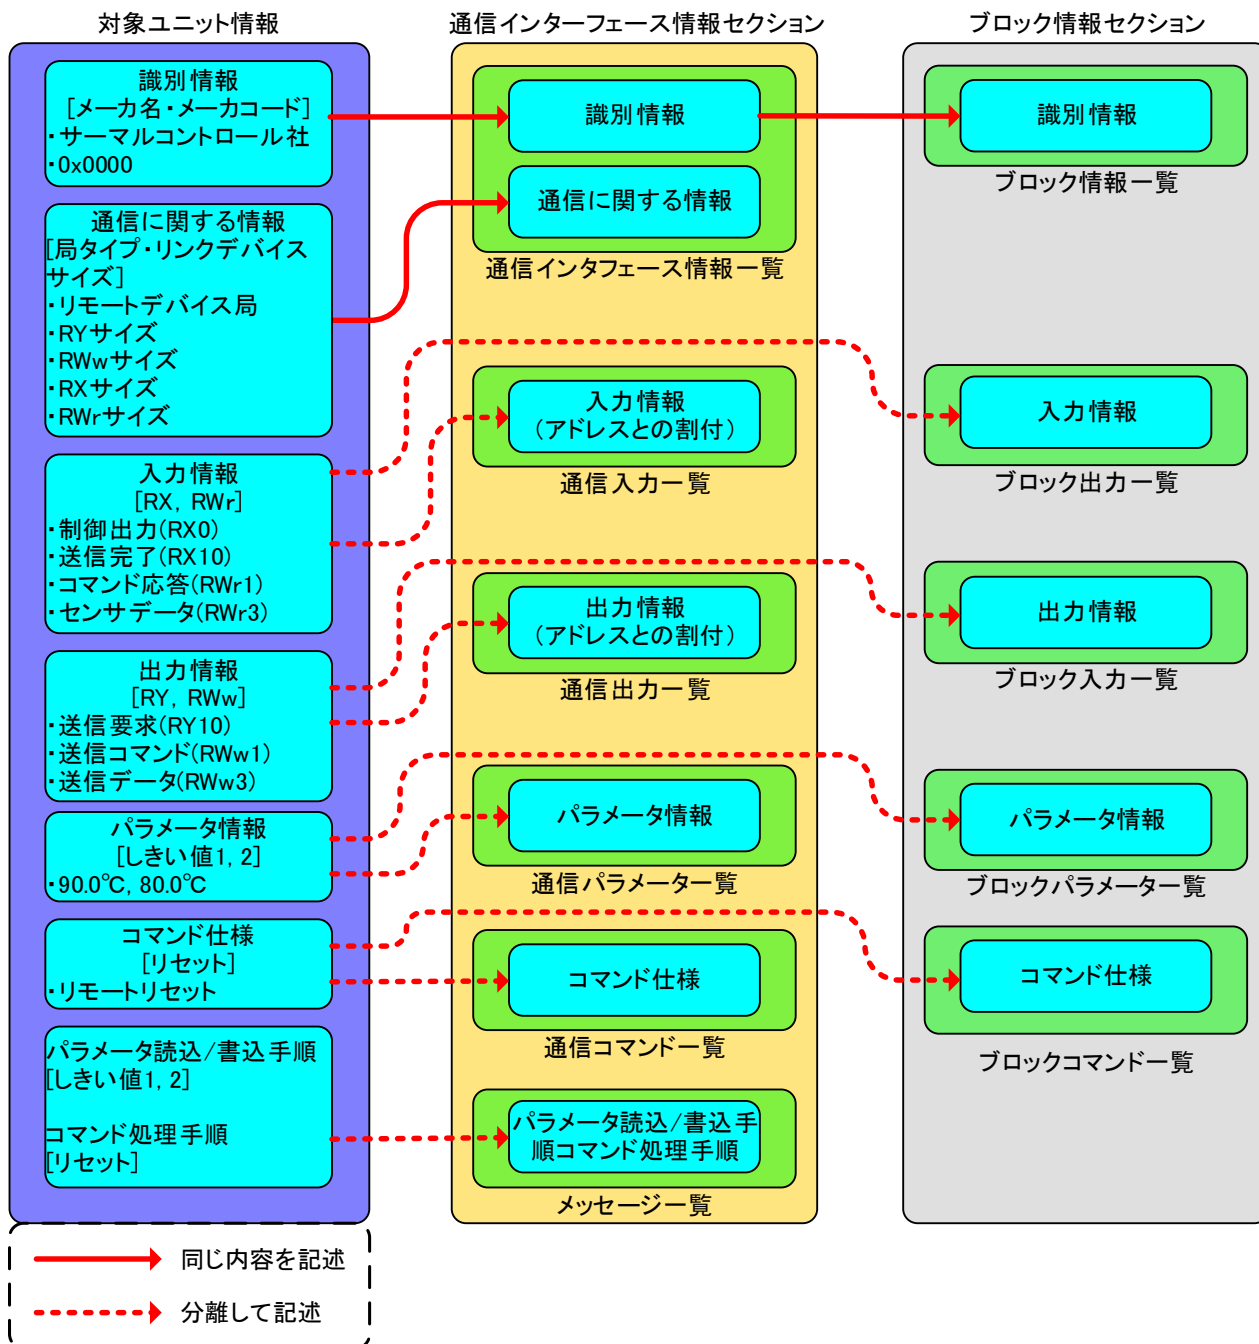 対象ユニット情報
識別情報
[メーカ名・メーカコード]
・サーマルコントロール社
・0x0000
通信に関する情報
[局タイプ・リンクデバイス
サイズ]
・リモートデバイス局
・RYサイズ
・RWwサイズ
・RXサイズ
・RWrサイズ
入力情報
[RX, RWr]
・制御出力(RX0)
・送信完了(RX10)
・コマンド応答(RWr1)
・センサデータ(RWr3)
出力情報
[RY, RWw]
・送信要求(RY10)
・送信コマンド(RWw1)
・送信データ(RWw3)
パラメータ情報
[しきい値1, 2]
・90.0℃, 80.0℃
コマンド仕様
[リセット]
・リモートリセット
パラメータ読込/書込手順
[しきい値1, 2]
コマンド処理手順
[リセット]
通信インターフェース情報セクション
識別情報
通信に関する情報
通信インタフェース情報一覧
入力情報
（アドレスとの割付）
通信入力一覧
出力情報
（アドレスとの割付）
通信出力一覧
パラメータ情報
通信パラメータ一覧
コマンド仕様
通信コマンド一覧
パラメータ読込/書込手
順コマンド処理手順
メッセージ一覧
ブロック情報セクション
識別情報
ブロック情報一覧
入力情報
ブロック出力一覧
出力情報
ブロック入力一覧
パラメータ情報
ブロックパラメータ一覧
コマンド仕様
ブロックコマンド一覧
同じ内容を記述
分離して記述